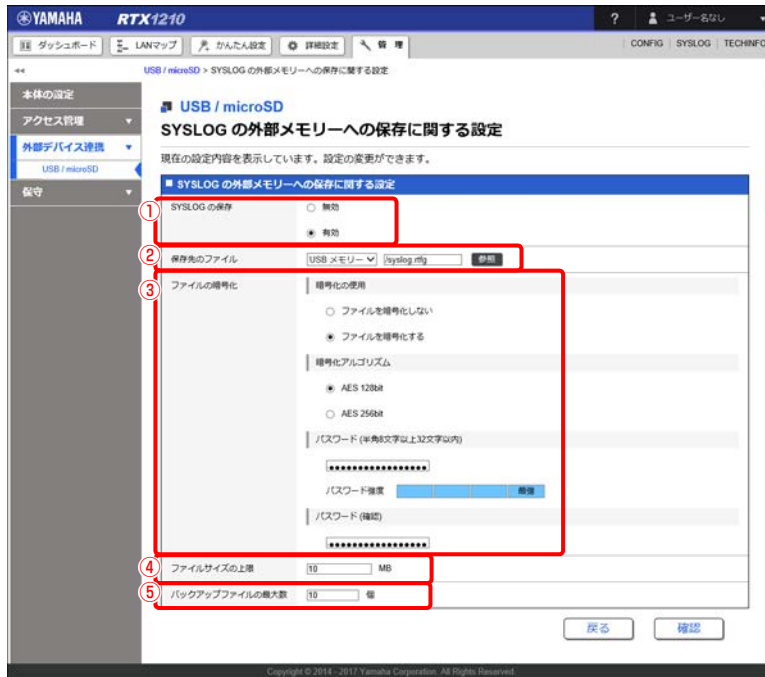 YAMAHA RTX1210 ? ユーザーなし
ダッシュボード LANマップ かんたん設定 詳細設定 管 理 CONFIG SYSLOG TECHINFO
USB / microSD > SYSLOG の外部メモリーへの保存に関する設定
本体の設定
アクセス管理
外部デバイス連携
USB / microSD
保守
USB / microSD
SYSLOG の外部メモリーへの保存に関する設定
現在の設定内容を表示しています。設定の変更ができます。
SYSLOG の外部メモリーへの保存に関する設定
① SYSLOG の保存 無効
有効
② 保存先のファイル USB メモリー /syslog.rtfg 参照
③ ファイルの暗号化 暗号化の使用
ファイルを暗号化しない
ファイルを暗号化する
暗号化アルゴリズム
AES 128bit
AES 256bit
パスワード (半角8文字以上32文字以内)
••••••••••••••••••
パスワード強度 最強
パスワード (確認)
••••••••••••••••••
④ ファイルサイズの上限 10 MB
⑤ バックアップファイルの最大数 10 個
戻る 確認
Copyright © 2014 - 2017 Yamaha Corporation. All Rights Reserved.